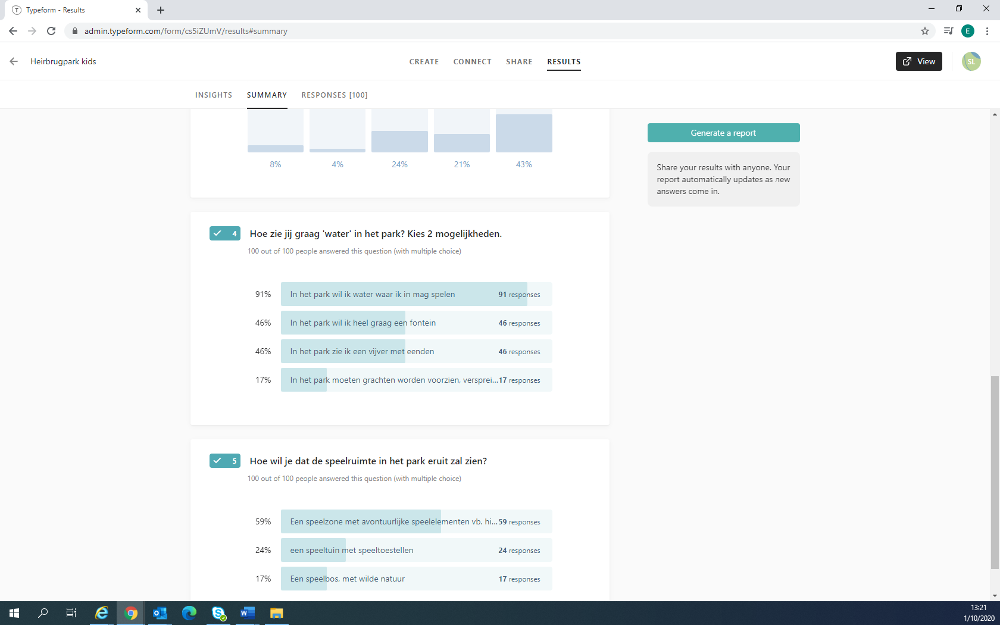 Typeform - Results
admin.typeform.com/form/cs5iZUmV/results#summary
E
Heirbrugpark kids
CREATE CONNECT SHARE RESULTS
View
SL
INSIGHTS SUMMARY RESPONSES [100]
8% 4% 24% 21% 43%
Generate a report
Share your results with anyone. Your
report automatically updates as new
answers come in.
4 Hoe zie jij graag 'water' in het park? Kies 2 mogelijkheden.
100 out of 100 people answered this question (with multiple choice)
91% In het park wil ik water waar ik in mag spelen 91 responses
46% In het park wil ik heel graag een fontein 46 responses
46% In het park zie ik een vijver met eenden 46 responses
17% In het park moeten grachten worden voorzien, versprei... 17 responses
5 Hoe wil je dat de speelruimte in het park eruit zal zien?
100 out of 100 people answered this question (with multiple choice)
59% Een speelzone met avontuurlijke speelelementen vb. hi... 59 responses
24% een speeltuin met speeltoestellen 24 responses
17% Een speelbos, met wilde natuur 17 responses
13:21
1/10/2020